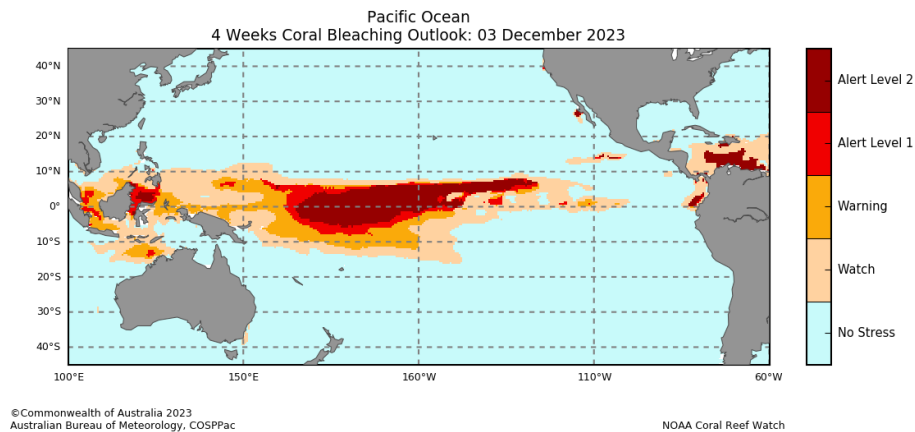 Pacific Ocean
4 Weeks Coral Bleaching Outlook: 03 December 2023
40°N
30°N
20°N
10°N
0°
10°S
20°S
30°S
40°S
100°E
150°E
160°W
110°W
60°W
Alert Level 2
Alert Level 1
Warning
Watch
No Stress
©Commonwealth of Australia 2023
Australian Bureau of Meteorology, COSPPac
NOAA Coral Reef Watch